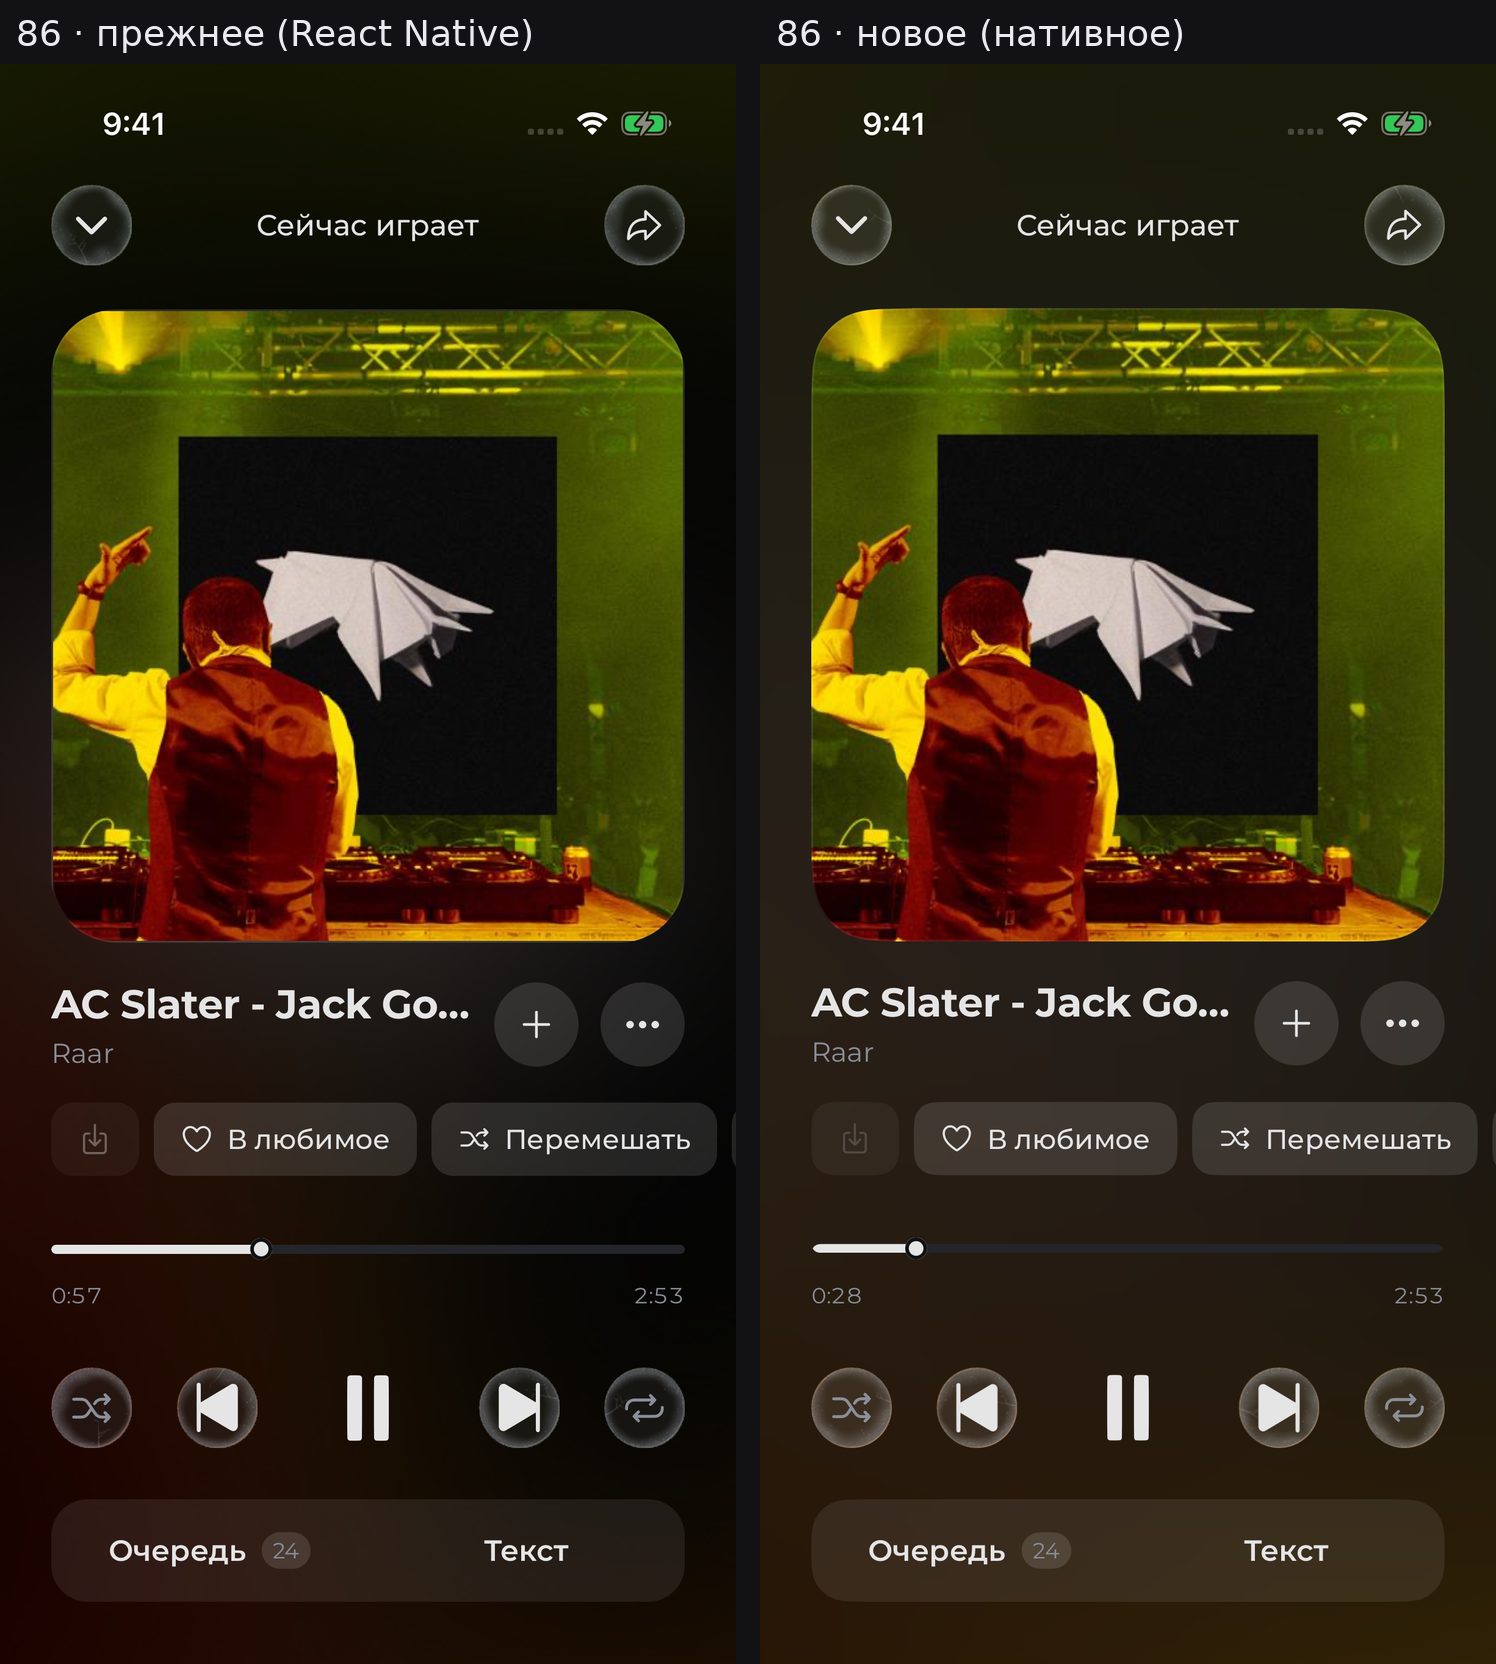 86 · прежнее (React Native)
9:41
Сейчас играет
AC Slater - Jack Go...
Raar
В любимое
Перемешать
0:57
2:53
Очередь 24
Текст
86 · новое (нативное)
9:41
Сейчас играет
AC Slater - Jack Go...
Raar
В любимое
Перемешать
0:28
2:53
Очередь 24
Текст